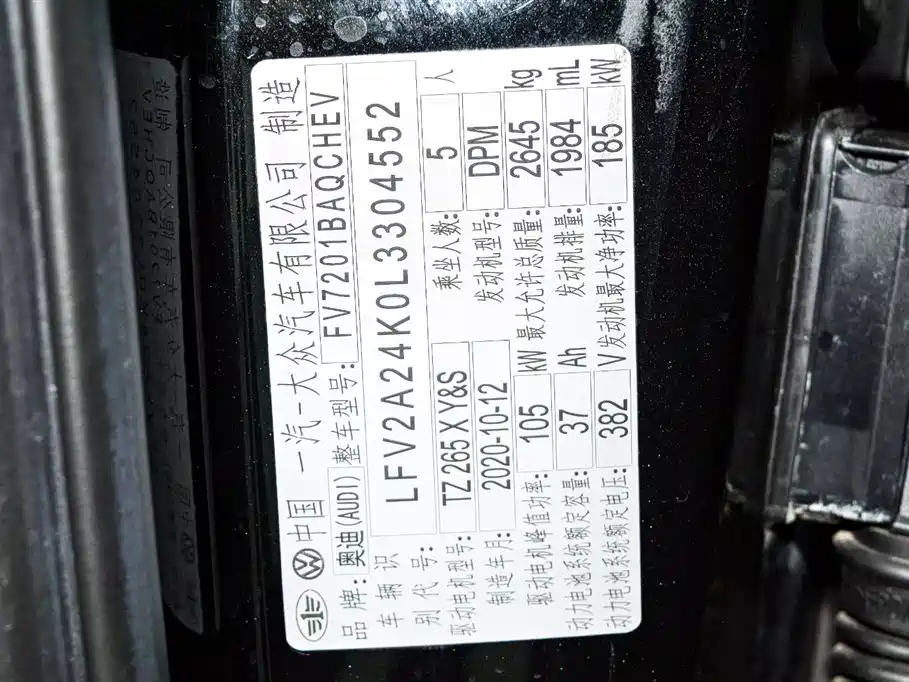 中国 一汽-大众汽车有限公司 制造
品牌: 奥迪(AUDI) 整车型号: FV7201BAQCHEV
车辆识别代号: LFV2A24K0L3304552
驱动电机型号: TZ265XY&S 乘坐人数: 5 人
制造年月: 2020-10-12 发动机型号: DPM
驱动电机峰值功率: 105 kW 最大允许总质量: 2645 kg
动力电池系统额定容量: 37 Ah 发动机排量: 1984 mL
动力电池系统额定电压: 382 V 发动机最大净功率: 185 kW